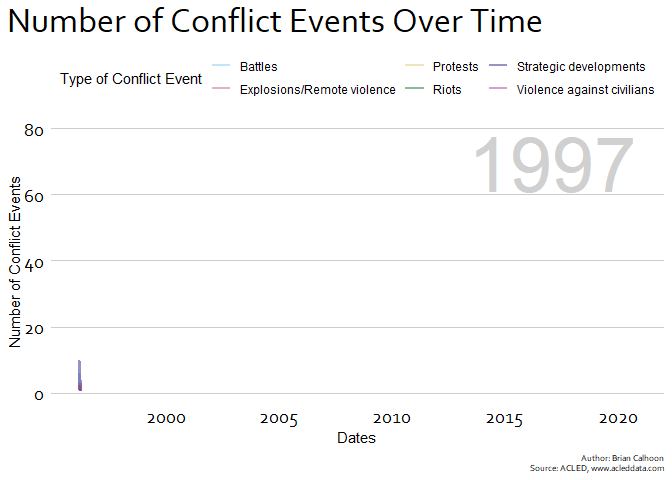 Number of Conflict Events Over Time
Type of Conflict Event
Battles
Protests
Strategic developments
Explosions/Remote violence
Riots
Violence against civilians
1997
80
60
40
20
0
Number of Conflict Events
2000
2005
2010
2015
2020
Dates
Author: Brian Calhoon
Source: ACLED, www.acleddata.com